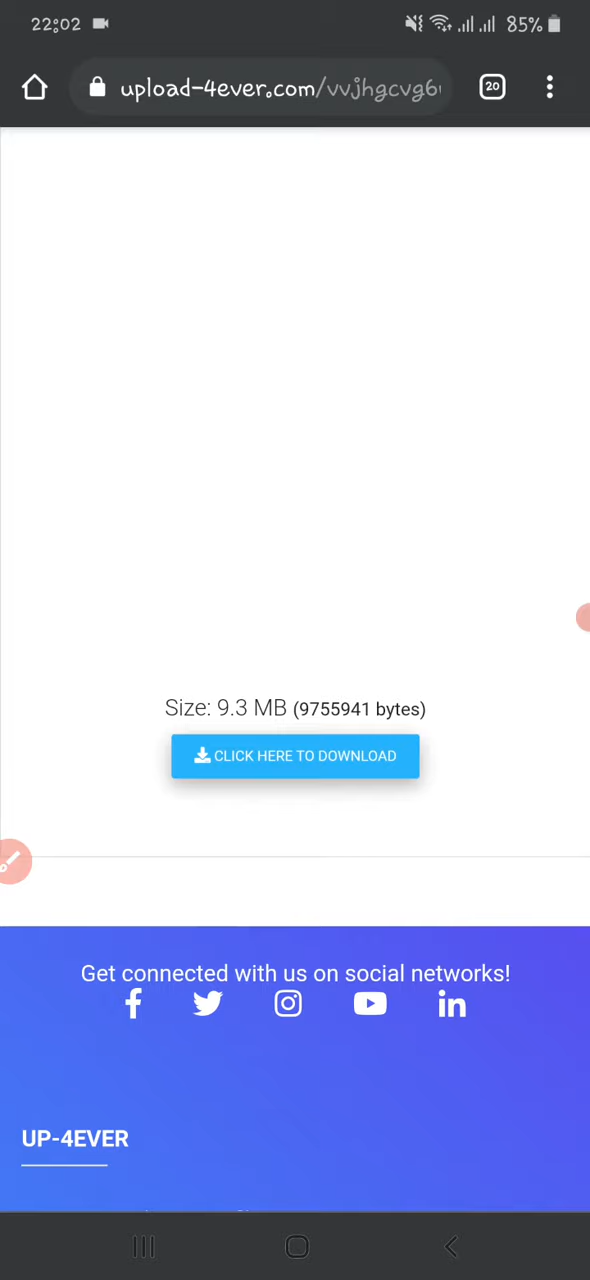 22:02 85%
upload-4ever.com/vvjhgcvg6 20
Size: 9.3 MB (9755941 bytes)
CLICK HERE TO DOWNLOAD
Get connected with us on social networks!
UP-4EVER